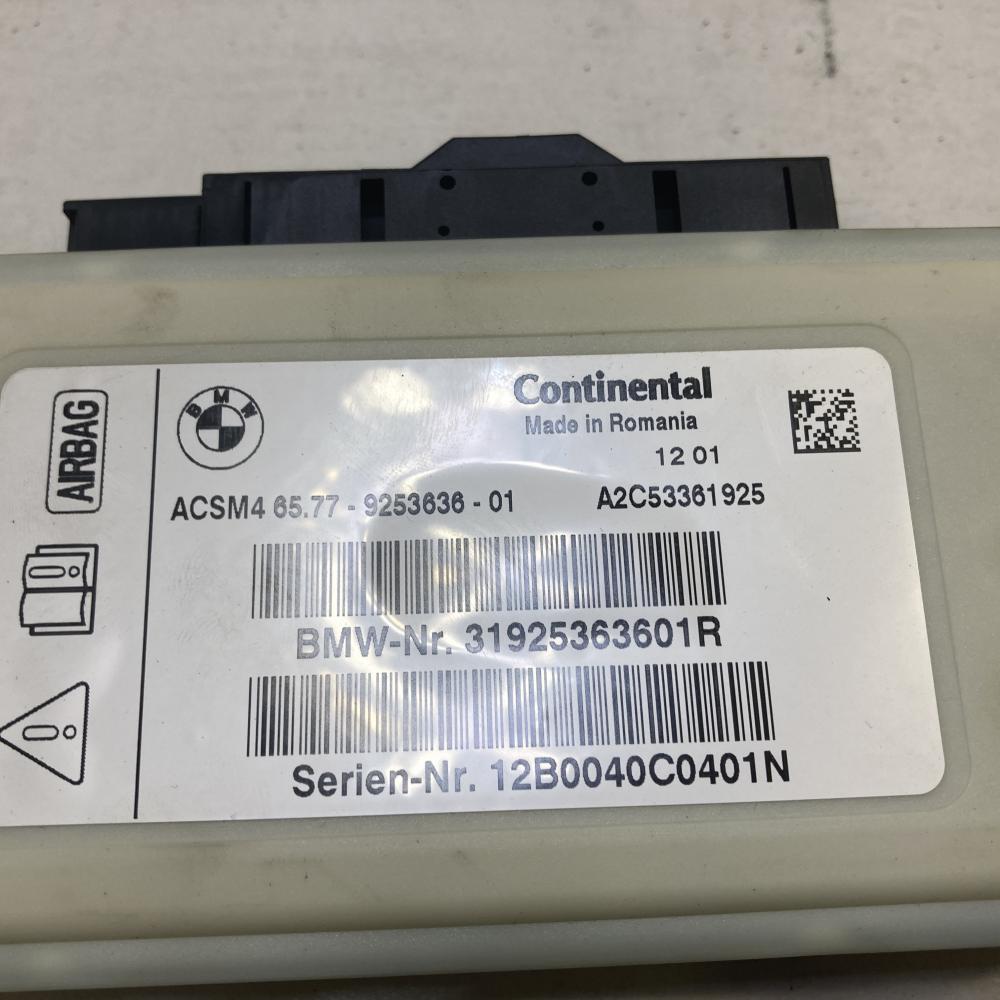 AIRBAG
BMW
Continental
Made in Romania
12 01
ACSM4 65.77 - 9253636 - 01
A2C53361925
BMW-Nr. 31925363601R
Serien-Nr. 12B0040C0401N